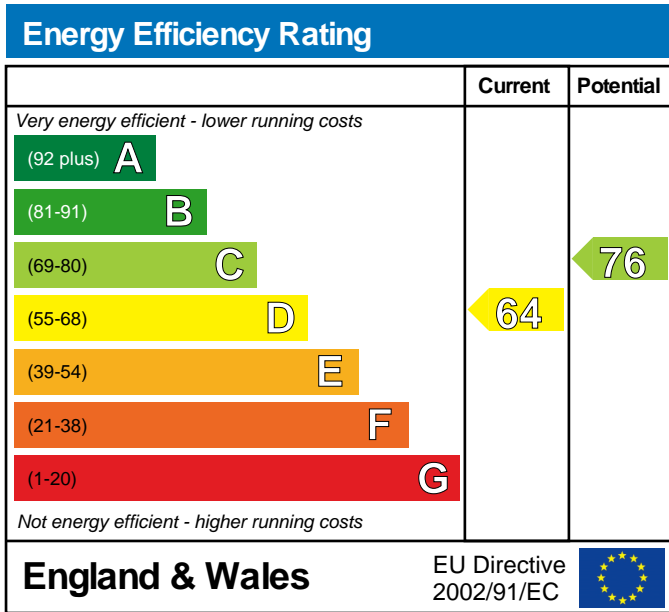 Energy Efficiency Rating
Current Potential
Very energy efficient - lower running costs
(92 plus) A
(81-91) B
(69-80) C
76
(55-68) D
64
(39-54) E
(21-38) F
(1-20) G
Not energy efficient - higher running costs
England & Wales
EU Directive
2002/91/EC